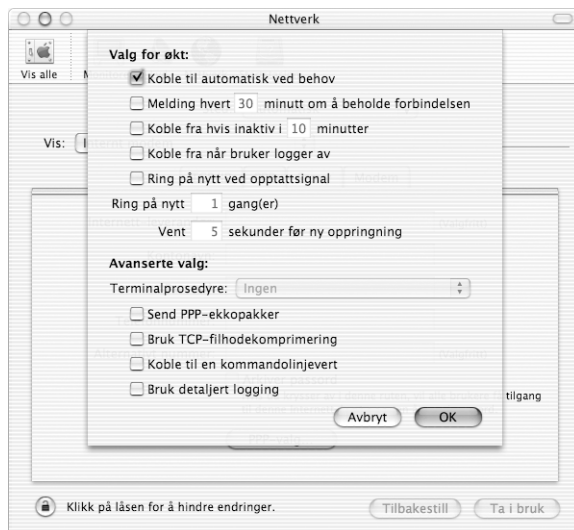 Nettverk
Vis alle
Valg for økt:
Koble til automatisk ved behov
Melding hvert 30 minutt om å beholde forbindelsen
Koble fra hvis inaktiv i 10 minutter
Vis:
Koble fra når bruker logger av
Ring på nytt ved opptattsignal
Ring på nytt 1 gang(er)
Vent 5 sekunder før ny oppringning
Avanserte valg:
Terminalprosedyre: Ingen
Send PPP-ekkopakker
Bruk TCP-filhodekomprimering
Koble til en kommandolinjevert
Bruk detaljert logging
tilgang
Avbryt OK
Klikk på låsen for å hindre endringer.
Tilbakestill Ta i bruk